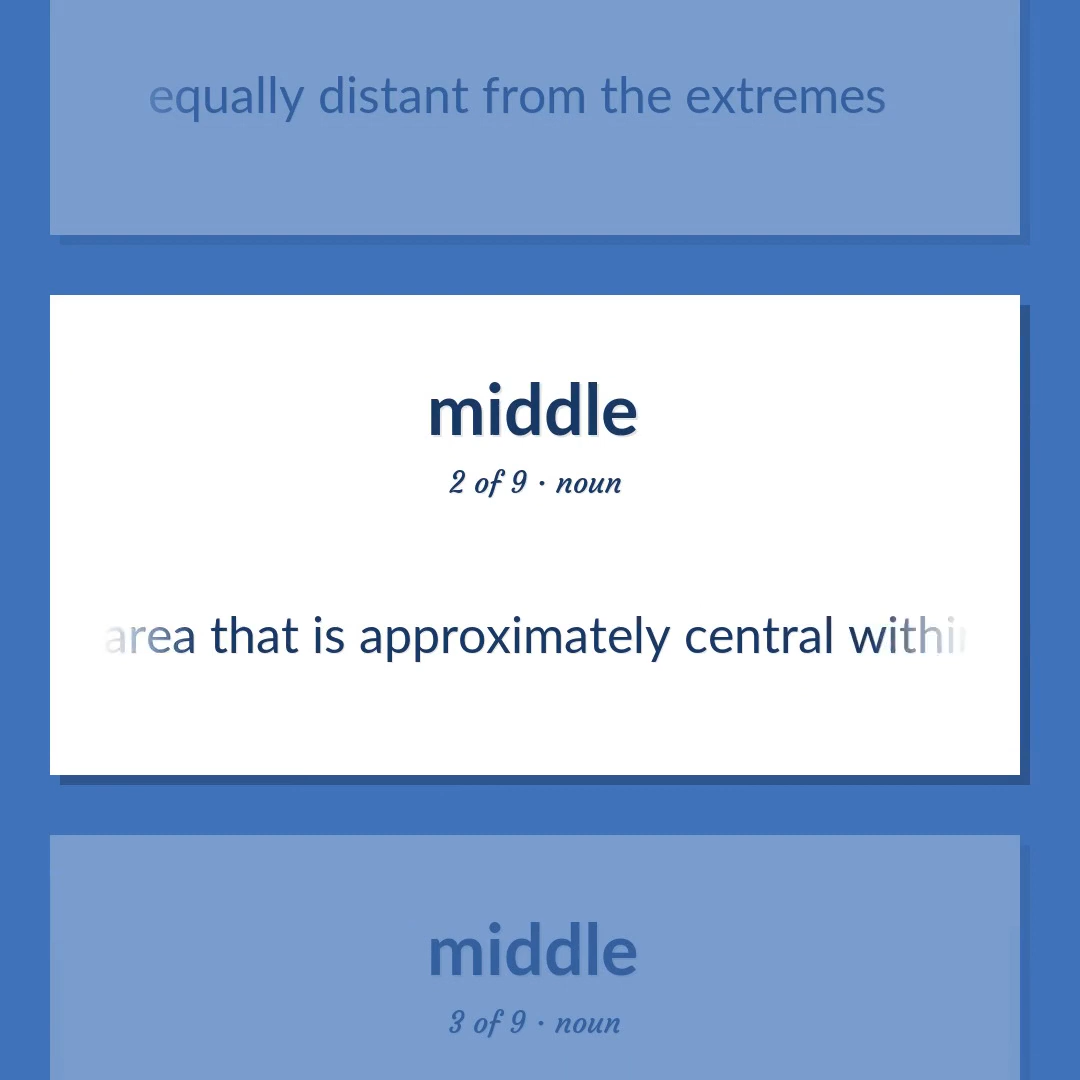 equally distant from the extremes
middle
2 of 9 · noun
area that is approximately central
middle
3 of 9 · noun